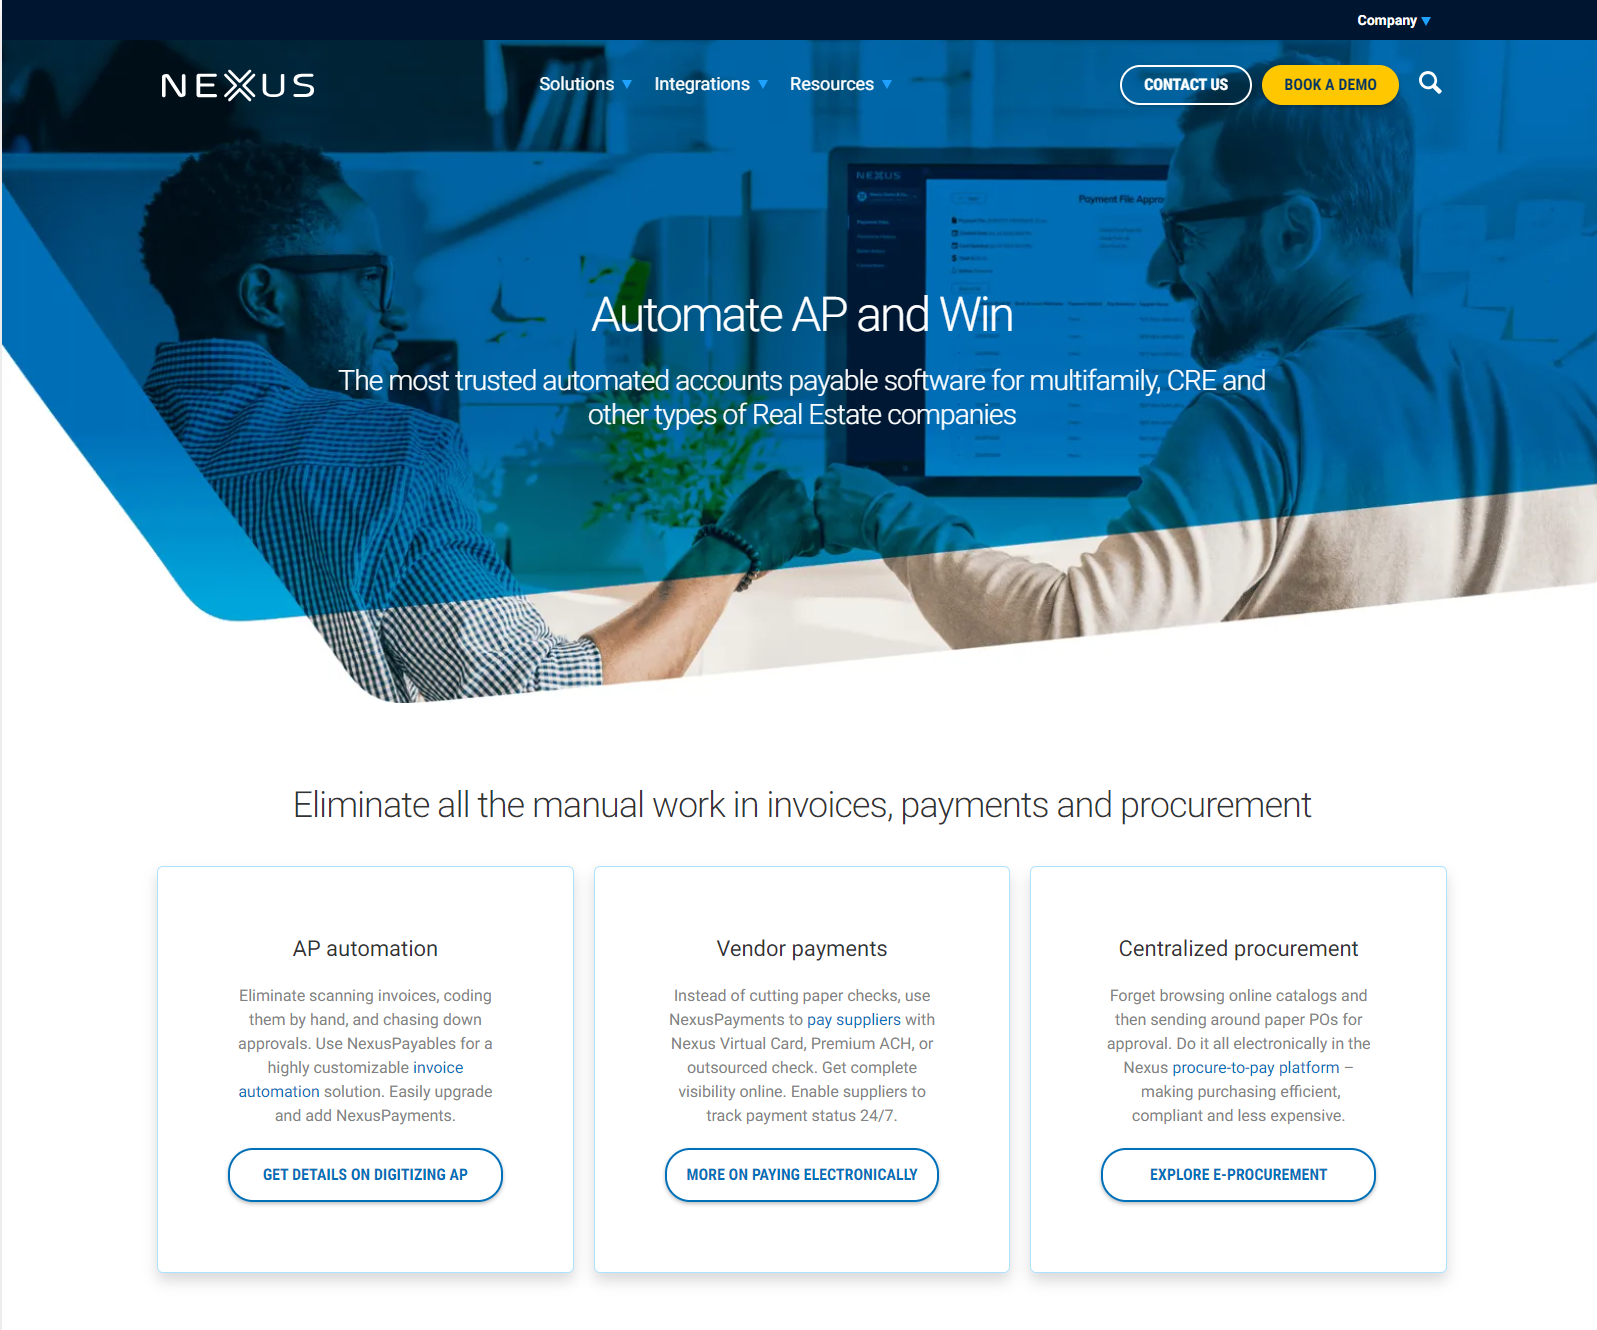 Company
NEXUS
Solutions
Integrations
Resources
CONTACT US
BOOK A DEMO
NEXUS
Payment File Appro
Automate AP and Win
The most trusted automated accounts payable software for multifamily, CRE and
other types of Real Estate companies
Eliminate all the manual work in invoices, payments and procurement
AP automation
Eliminate scanning invoices, coding
them by hand, and chasing down
approvals. Use NexusPayables for a
highly customizable invoice
automation solution. Easily upgrade
and add NexusPayments.
GET DETAILS ON DIGITIZING AP
Vendor payments
Instead of cutting paper checks, use
NexusPayments to pay suppliers with
Nexus Virtual Card, Premium ACH, or
outsourced check. Get complete
visibility online. Enable suppliers to
track payment status 24/7.
MORE ON PAYING ELECTRONICALLY
Centralized procurement
Forget browsing online catalogs and
then sending around paper POs for
approval. Do it all electronically in the
Nexus procure-to-pay platform –
making purchasing efficient,
compliant and less expensive.
EXPLORE E-PROCUREMENT